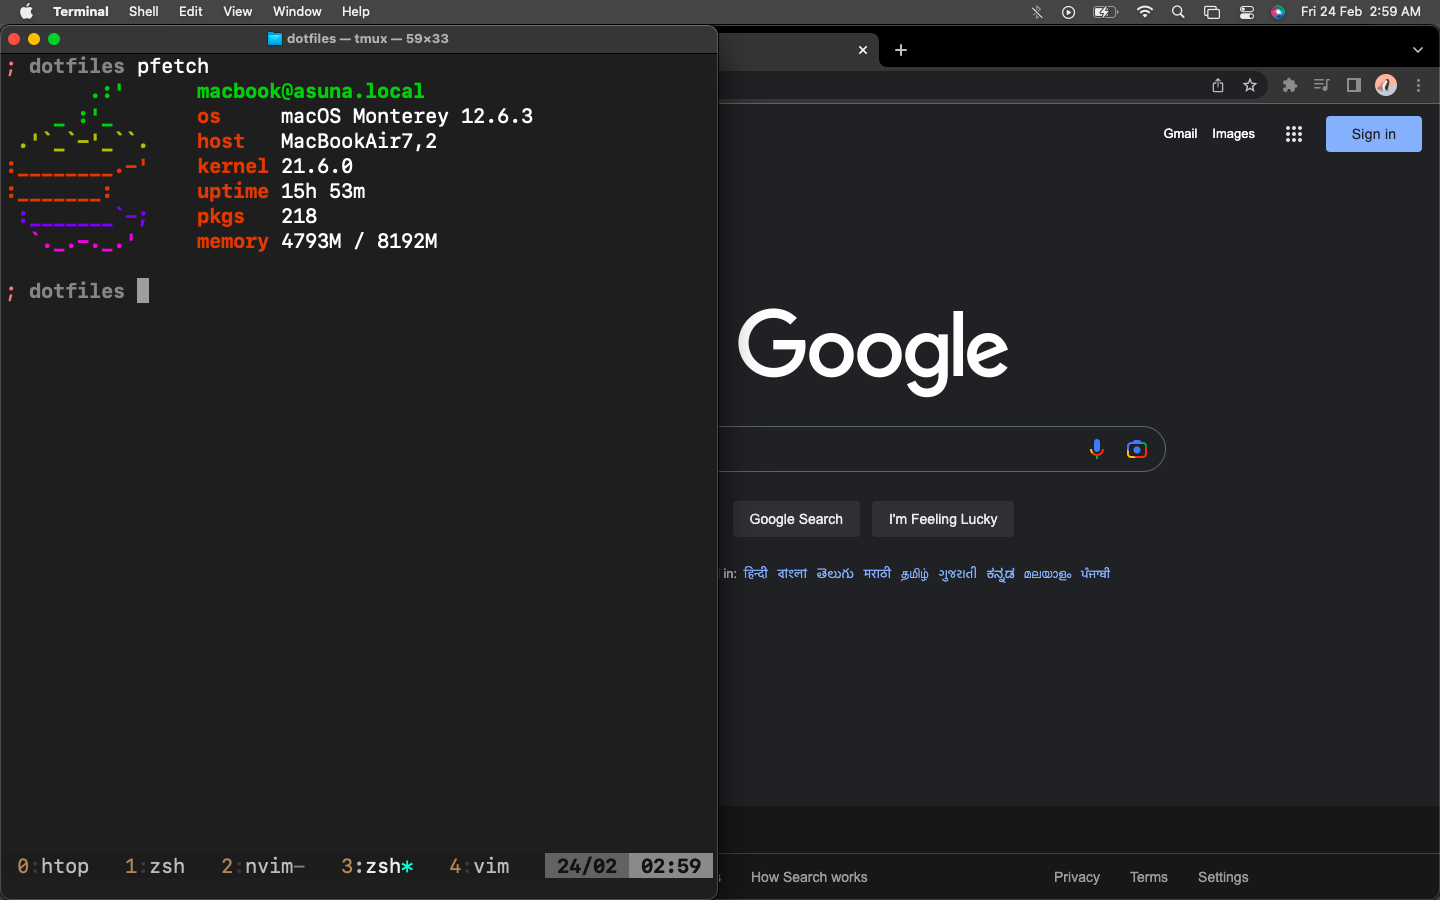 Terminal Shell Edit View Window Help Fri 24 Feb 2:59 AM
dotfiles — tmux — 59×33
; dotfiles pfetch
macbook@asuna.local
os macOS Monterey 12.6.3
host MacBookAir7,2
kernel 21.6.0
uptime 15h 53m
pkgs 218
memory 4793M / 8192M
; dotfiles
0:htop 1:zsh 2:nvim- 3:zsh* 4:vim 24/02 02:59
Gmail Images Sign in
Google
Google Search I'm Feeling Lucky
in: हिन्दी বাংলা తెలుగు मराठी தமிழ் ગુજરાતી ಕನ್ನಡ മലയാളം ਪੰਜਾਬੀ
How Search works Privacy Terms Settings